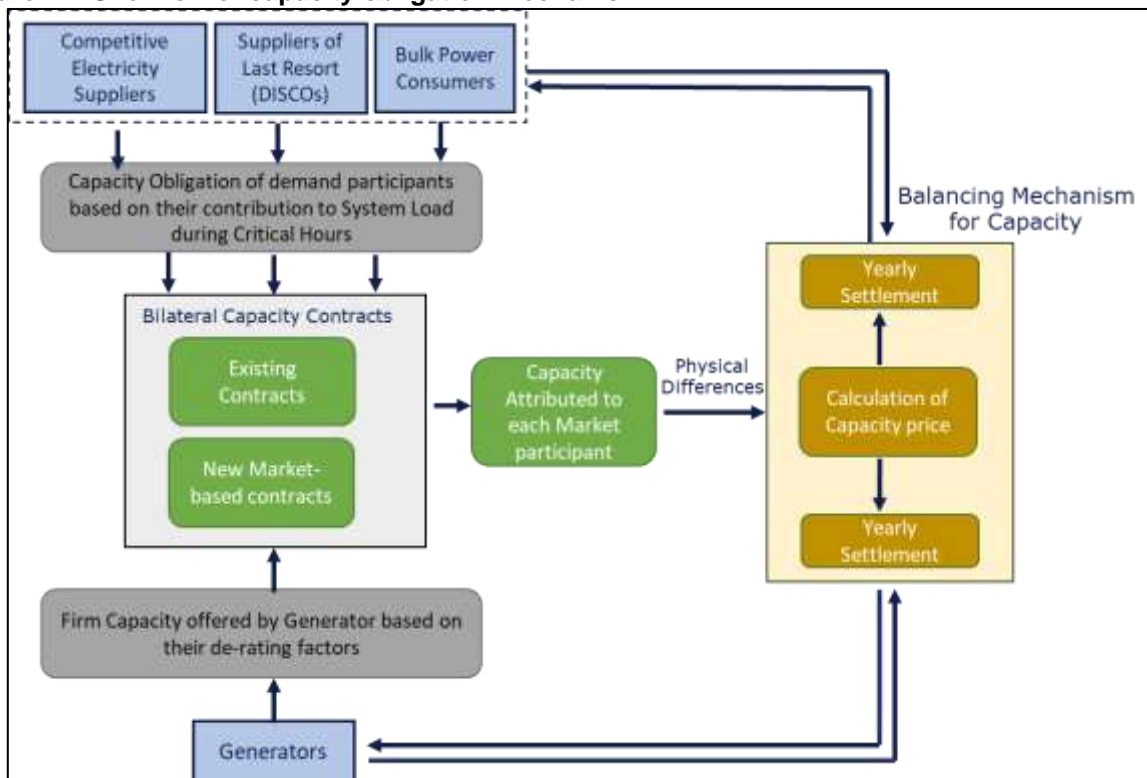 Competitive
Electricity
Suppliers
Suppliers of
Last Resort
(DISCOs)
Bulk Power
Consumers
Capacity Obligation of demand participants
based on their contribution to System Load
during Critical Hours
Balancing Mechanism
for Capacity
Bilateral Capacity Contracts
Existing
Contracts
New Market-
based contracts
Capacity
Attributed to
each Market
participant
Physical
Differences
Yearly
Settlement
Calculation of
Capacity price
Yearly
Settlement
Firm Capacity offered by Generator based on
their de-rating factors
Generators